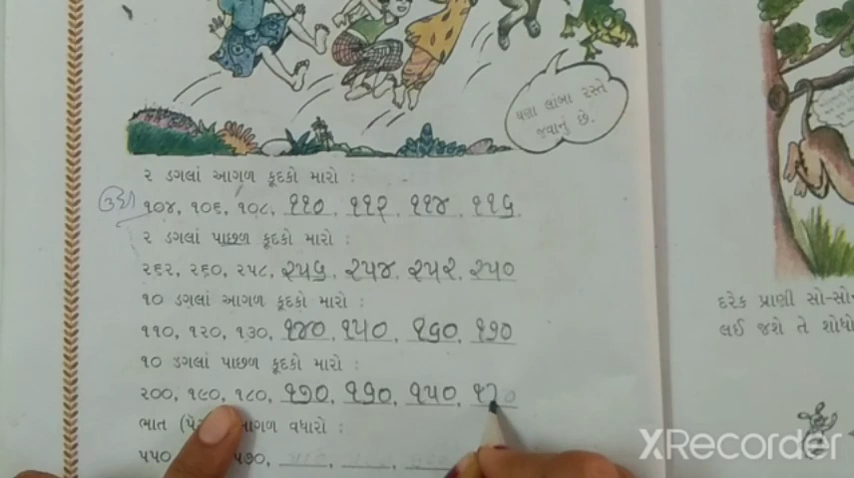 ઘણા લાંબા રસ્તે
જવાનું છે.
૨ ડગલાં આગળ કૂદકો મારો :
૧૦૪, ૧૦૬, ૧૦૮, ૧૧૦, ૧૧૨, ૧૧૪, ૧૧૬
૨ ડગલાં પાછળ કૂદકો મારો :
૨૬૨, ૨૬૦, ૨૫૮, ૨૫૬, ૨૫૪, ૨૫૨, ૨૫૦
૧૦ ડગલાં આગળ કૂદકો મારો :
૧૧૦, ૧૨૦, ૧૩૦, ૧૪૦, ૧૫૦, ૧૬૦, ૧૭૦
૧૦ ડગલાં પાછળ કૂદકો મારો :
૨૦૦, ૧૯૦, ૧૮૦, ૧૭૦, ૧૬૦, ૧૫૦,
ભાત વધારો :
૫૫૦ ૫૭૦,
દરેક પ્રાણી
લઈ જશે તે શોધો
XRecorder